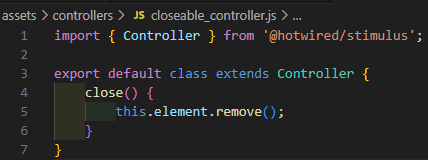 assets > controllers > JS closeable_controller.js > ...
1 import { Controller } from '@hotwired/stimulus';
2
3 export default class extends Controller {
4     close() {
5         this.element.remove();
6     }
7 }